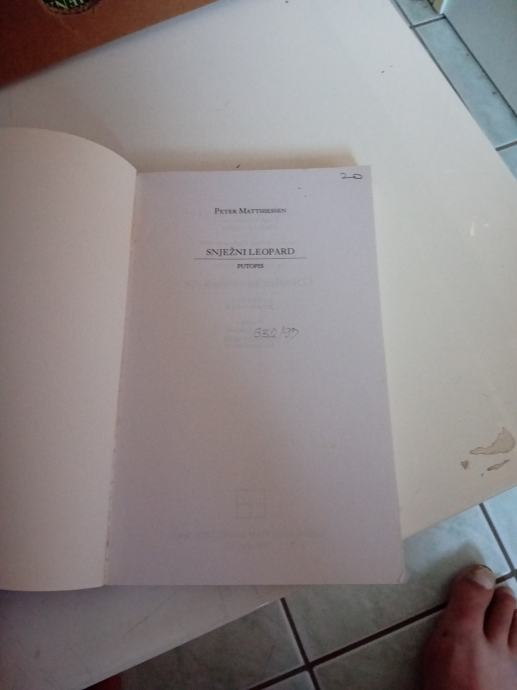 20
PETER MATTHIESSEN
SNJEŽNI LEOPARD
PUTOPIS